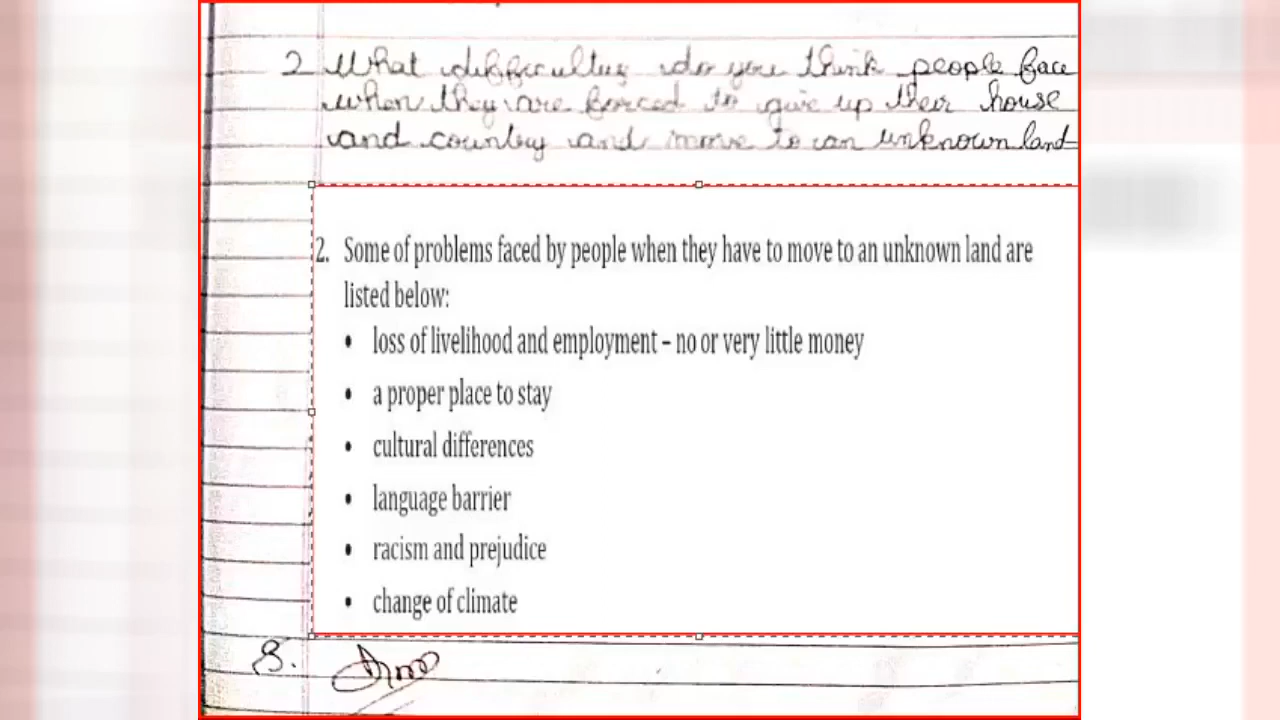 2 What difficulty do you think people face
when they are forced to give up their house
and country and move to an unknown land
2. Some of problems faced by people when they have to move to an unknown land are
listed below:
• loss of livelihood and employment – no or very little money
• a proper place to stay
• cultural differences
• language barrier
• racism and prejudice
• change of climate
8.